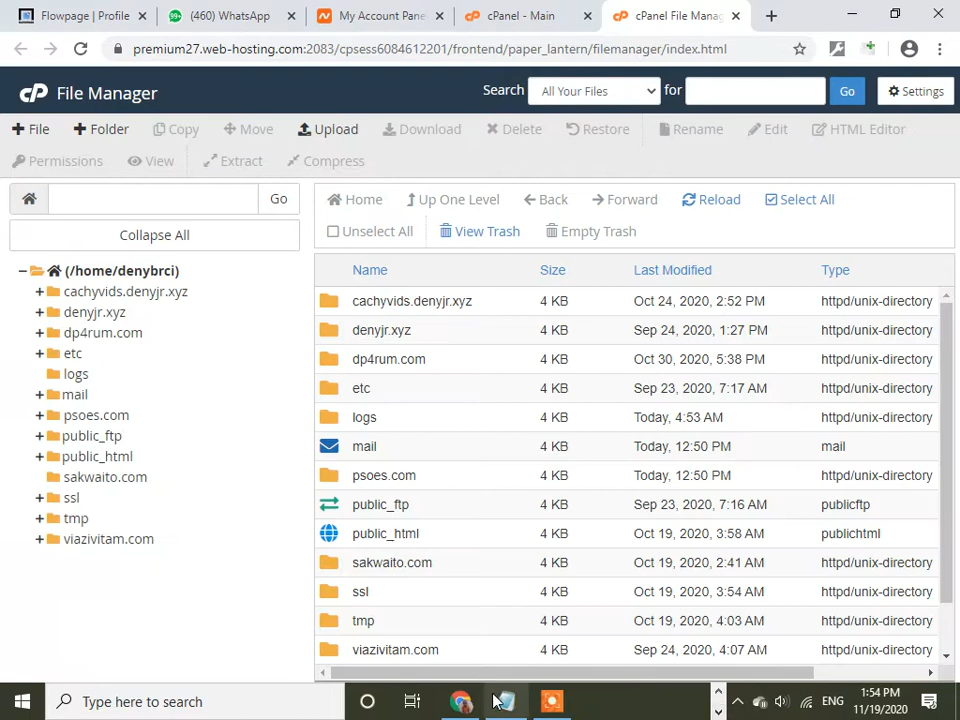 Flowpage | Profile
(460) WhatsApp
My Account Pane
cPanel - Main
cPanel File Mana
premium27.web-hosting.com:2083/cpsess6084612201/frontend/paper_lantern/filemanager/index.html
cP File Manager
Search All Your Files for Go Settings
File Folder Copy Move Upload Download Delete Restore Rename Edit HTML Editor
Permissions View Extract Compress
Go
Home Up One Level Back Forward Reload Select All
Collapse All
Unselect All View Trash Empty Trash
(/home/denybrci)
cachyvids.denyjr.xyz
denyjr.xyz
dp4rum.com
etc
logs
mail
psoes.com
public_ftp
public_html
sakwaito.com
ssl
tmp
viazivitam.com
Name Size Last Modified Type
cachyvids.denyjr.xyz 4 KB Oct 24, 2020, 2:52 PM httpd/unix-directory
denyjr.xyz 4 KB Sep 24, 2020, 1:27 PM httpd/unix-directory
dp4rum.com 4 KB Oct 30, 2020, 5:38 PM httpd/unix-directory
etc 4 KB Sep 23, 2020, 7:17 AM httpd/unix-directory
logs 4 KB Today, 4:53 AM httpd/unix-directory
mail 4 KB Today, 12:50 PM mail
psoes.com 4 KB Today, 12:50 PM httpd/unix-directory
public_ftp 4 KB Sep 23, 2020, 7:16 AM publicftp
public_html 4 KB Oct 19, 2020, 3:58 AM publichtml
sakwaito.com 4 KB Oct 19, 2020, 2:41 AM httpd/unix-directory
ssl 4 KB Oct 19, 2020, 3:54 AM httpd/unix-directory
tmp 4 KB Oct 19, 2020, 4:03 AM httpd/unix-directory
viazivitam.com 4 KB Sep 24, 2020, 4:07 AM httpd/unix-directory
Type here to search
ENG
1:54 PM
11/19/2020